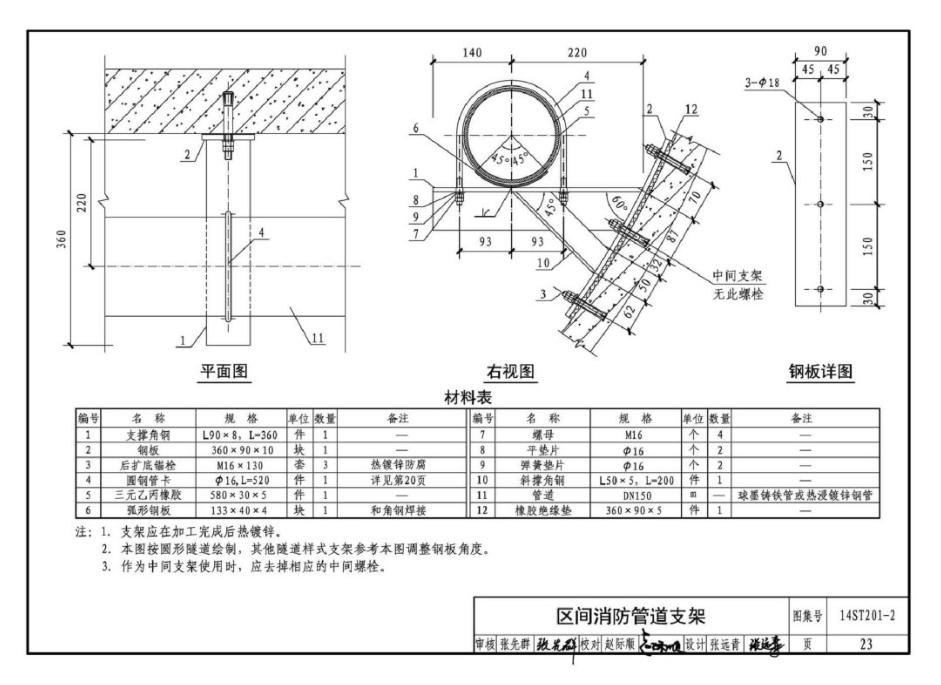 140
220
90
45
45
3-φ18
4
11
5
2
12
6
30
2
2
45°
45°
1
8
9
7
45°
60°
70
150
220
360
4
93
93
10
87
32
50
62
中间支架
无此螺栓
3
150
30
1
11
平面图
右视图
钢板详图
材料表
编号 名称 规格 单位 数量 备注 编号 名称 规格 单位 数量 备注
1 支撑角钢 L90×8，L=360 件 1 — 7 螺母 M16 个 4 —
2 钢板 360×90×10 块 1 — 8 平垫片 φ16 个 2 —
3 后扩底锚栓 M16×130 套 3 热镀锌防腐 9 弹簧垫片 φ16 个 2 —
4 圆钢管卡 φ16,L=520 件 1 详见第20页 10 斜撑角钢 L50×5，L=200 件 1 —
5 三元乙丙橡胶 580×30×5 件 1 — 11 管道 DN150 m — 球墨铸铁管或热浸镀锌钢管
6 弧形钢板 133×40×4 块 1 和角钢焊接 12 橡胶绝缘垫 360×90×5 件 1 —
注：1. 支架应在加工完成后热镀锌。
2. 本图按圆形隧道绘制，其他隧道样式支架参考本图调整钢板角度。
3. 作为中间支架使用时，应去掉相应的中间螺栓。
区间消防管道支架 图集号 14ST201-2
审核 张先群 校对 赵际顺 设计 张远青 页 23